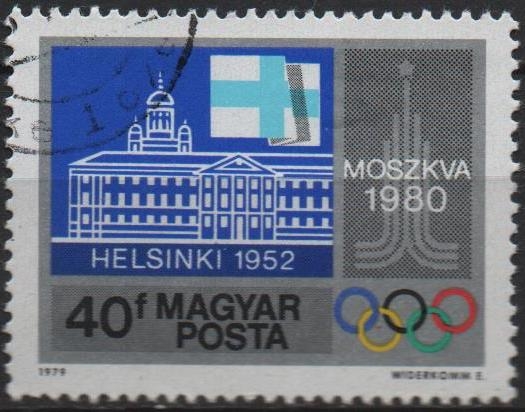 MOSZKVA
1980
HELSINKI 1952
40f MAGYAR
POSTA
1979 WIDERKOMM E.